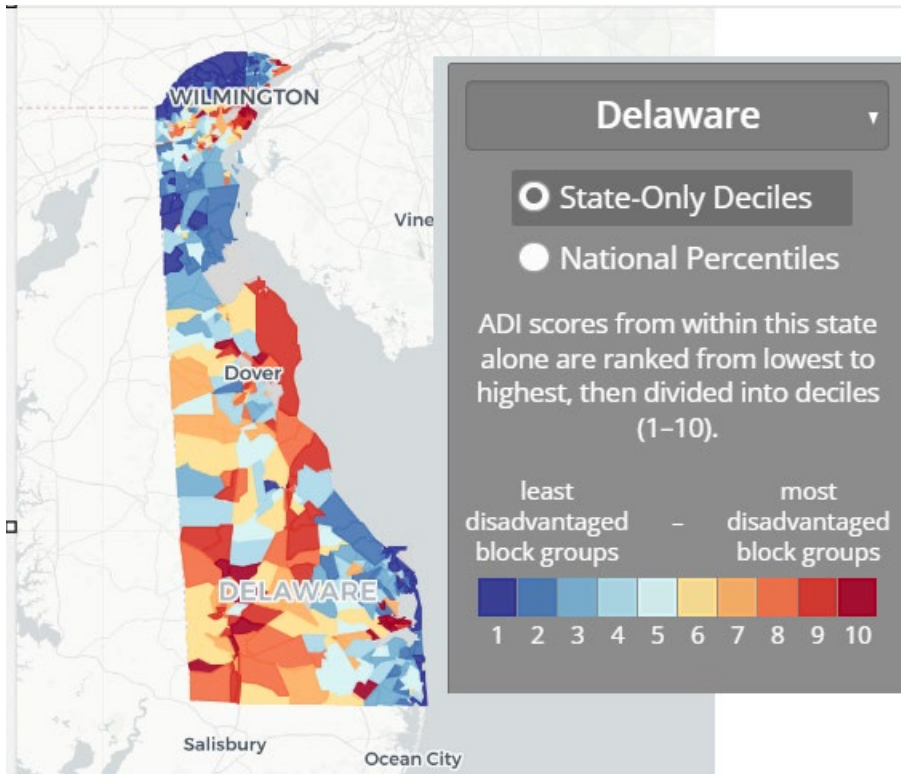 WILMINGTON
Vine
Dover
DELAWARE
Salisbury
Ocean City
Delaware
State-Only Deciles
National Percentiles
ADI scores from within this state
alone are ranked from lowest to
highest, then divided into deciles
(1–10).
least
disadvantaged
block groups
–
most
disadvantaged
block groups
1 2 3 4 5 6 7 8 9 10